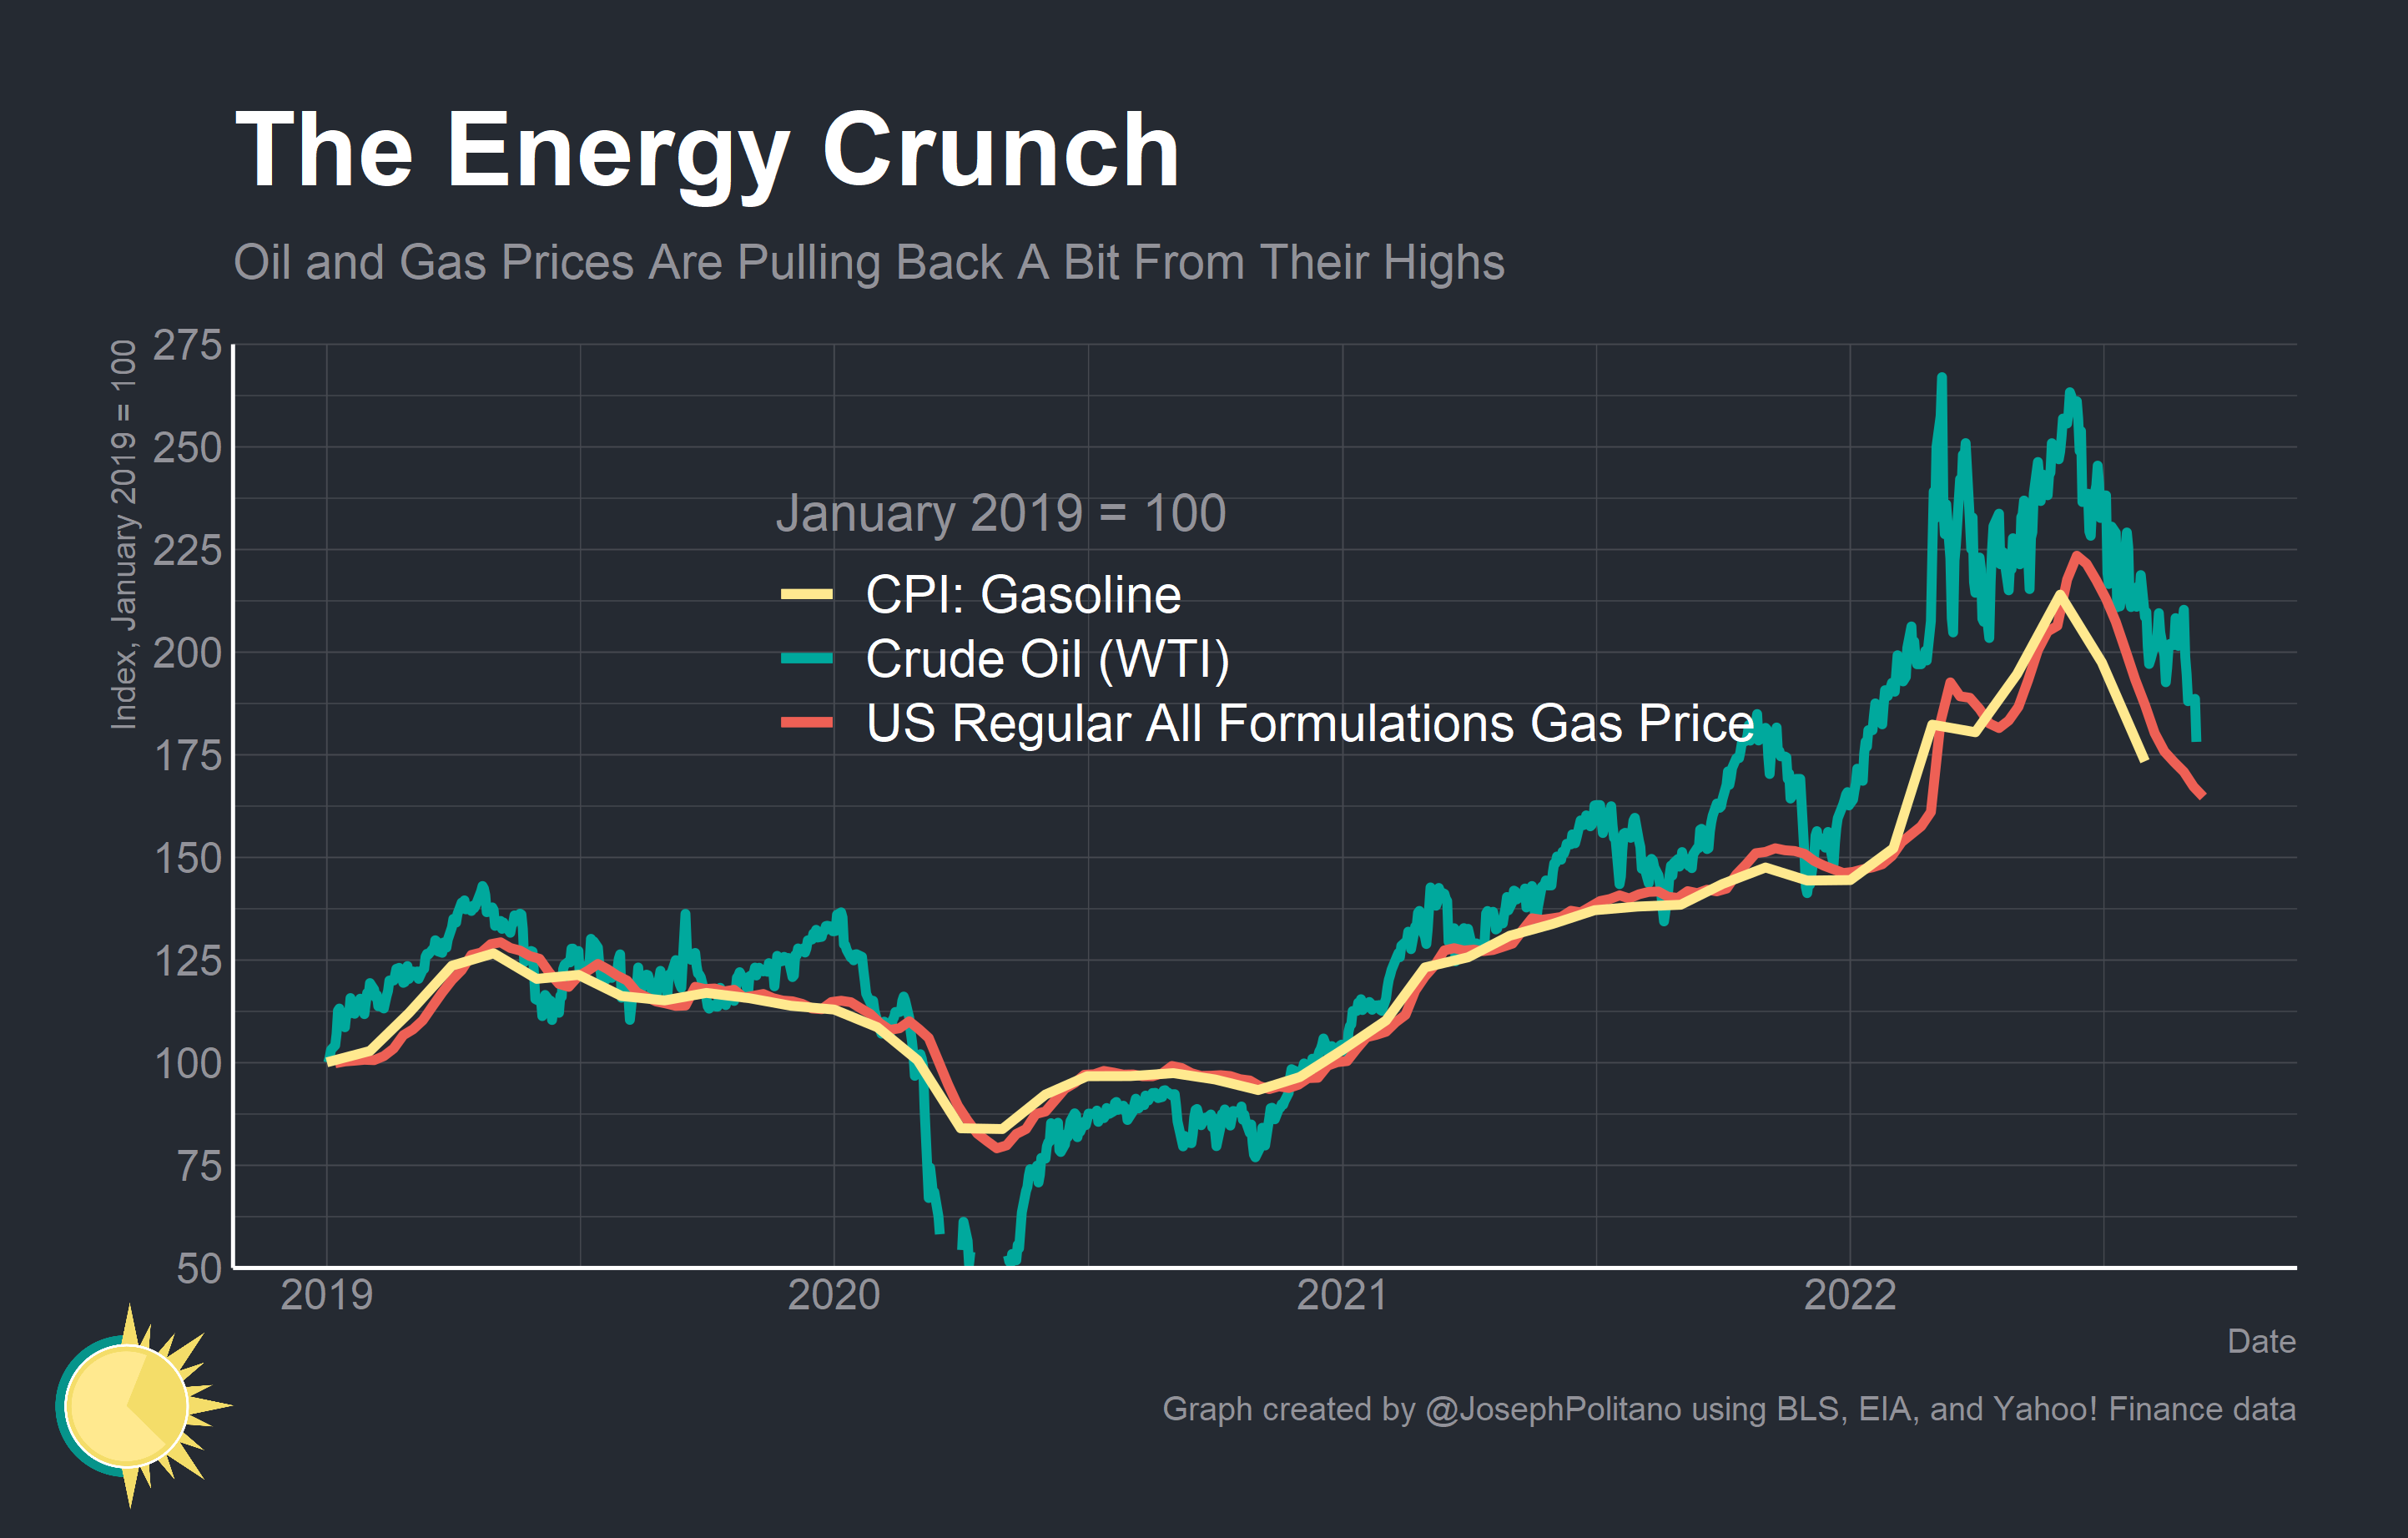 The Energy Crunch
Oil and Gas Prices Are Pulling Back A Bit From Their Highs
Index, January 2019 = 100
275
250
225
200
175
150
125
100
75
50
January 2019 = 100
CPI: Gasoline
Crude Oil (WTI)
US Regular All Formulations Gas Price
2019 2020 2021 2022
Date
Graph created by @JosephPolitano using BLS, EIA, and Yahoo! Finance data